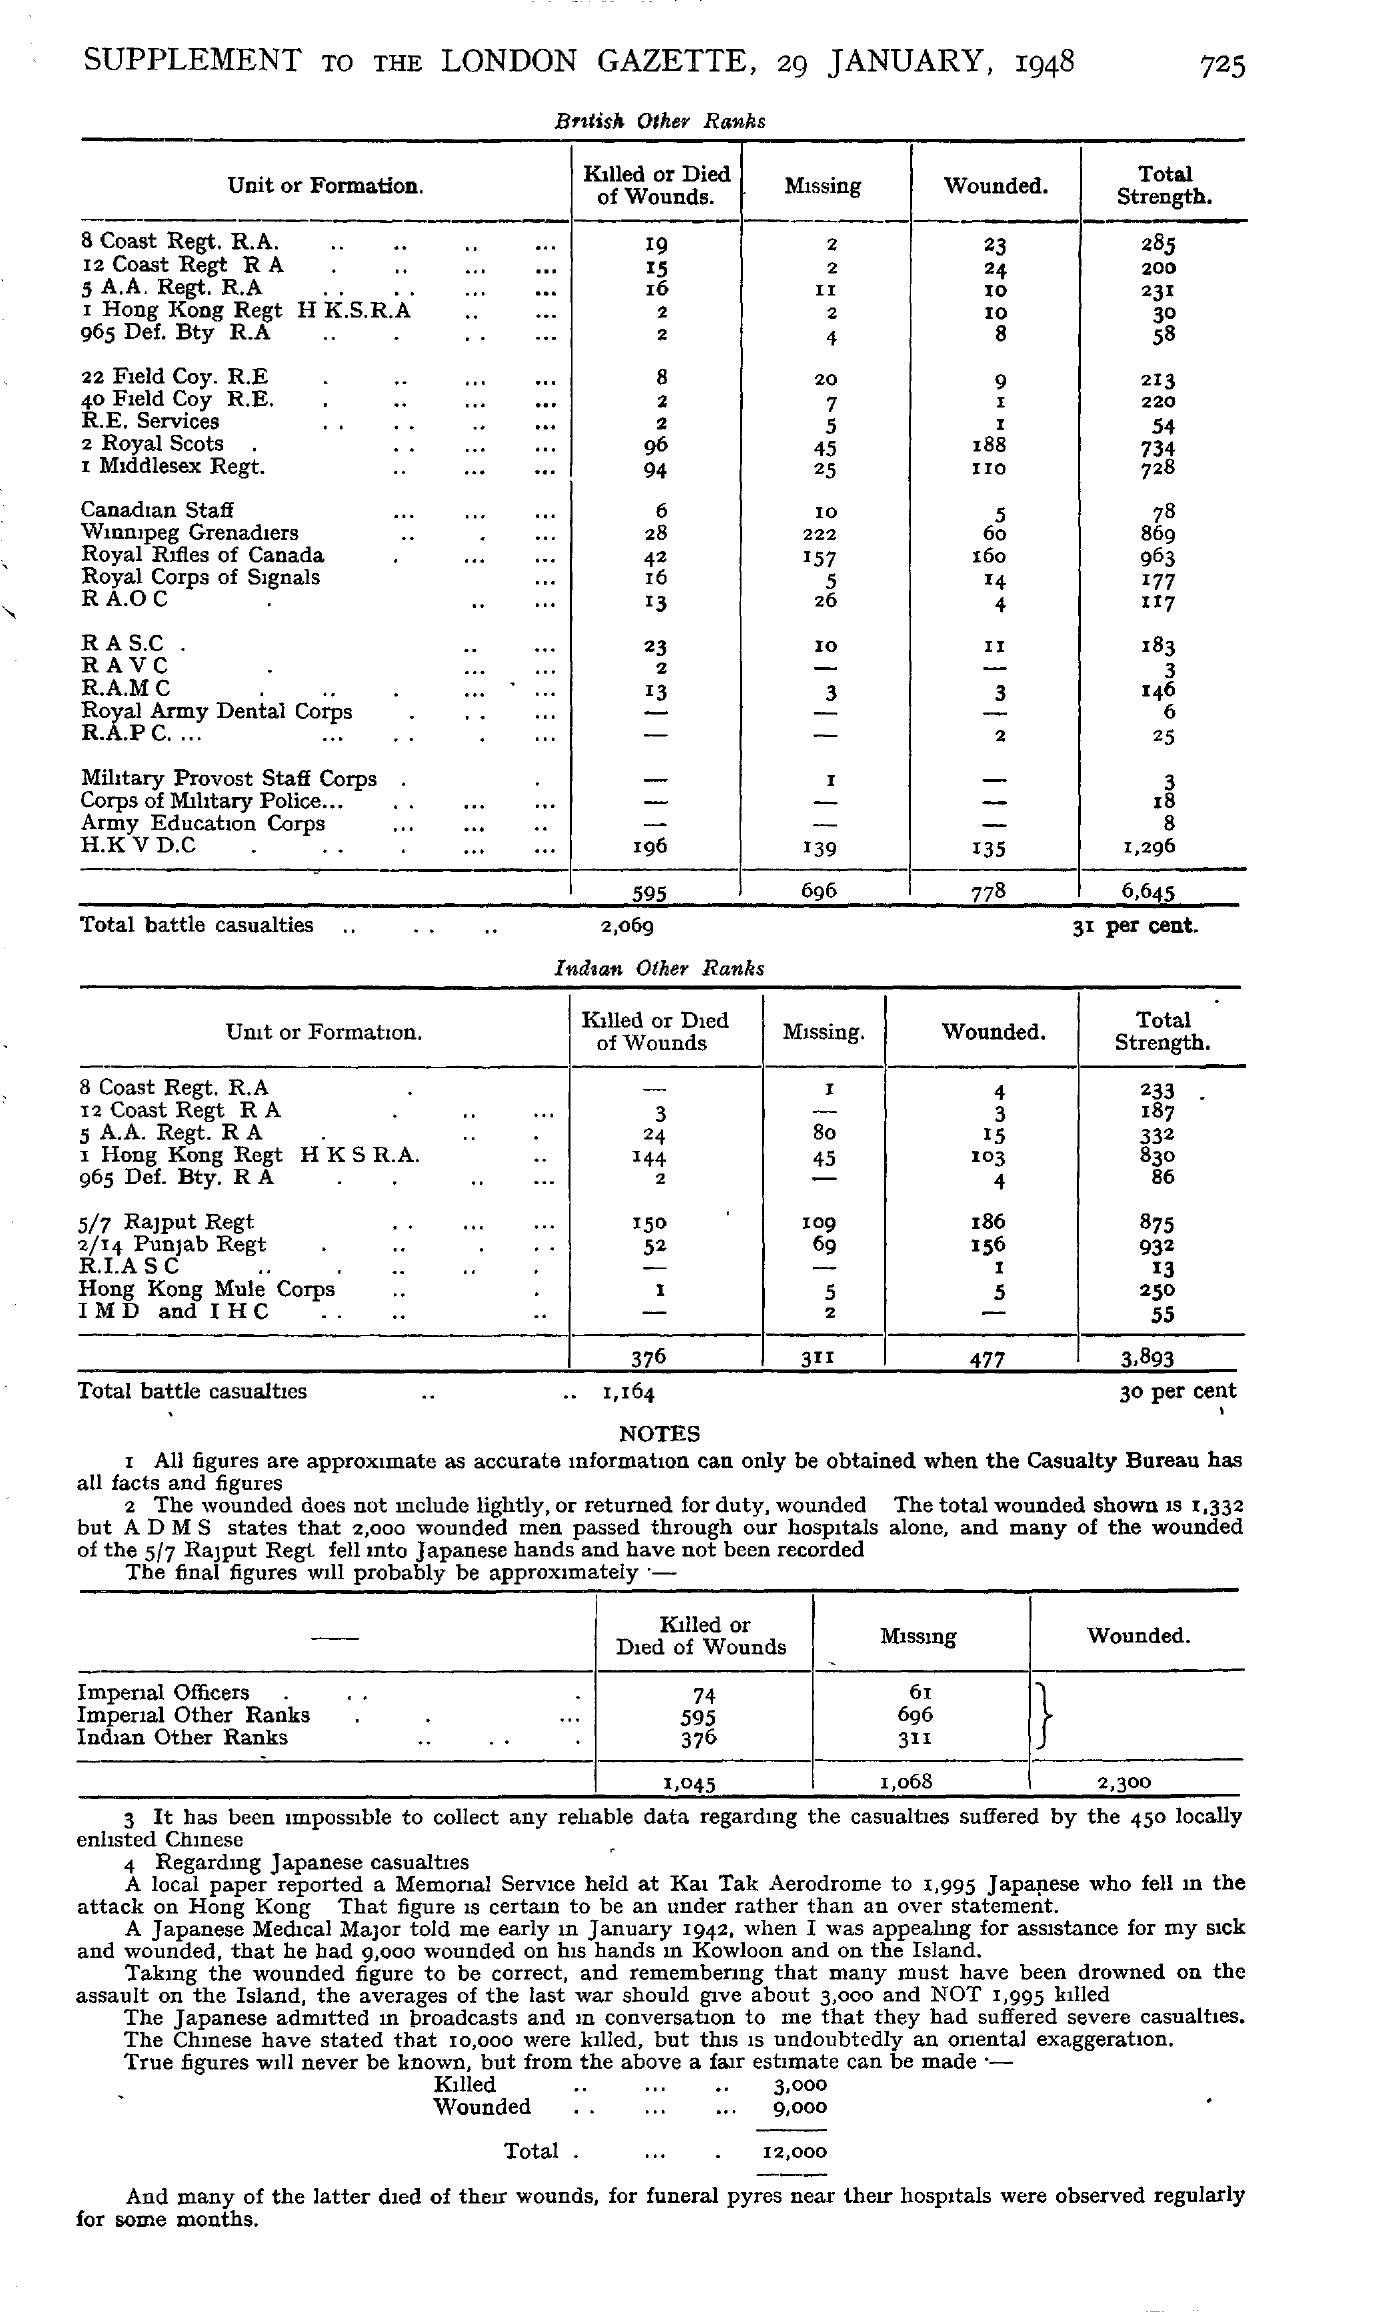 SUPPLEMENT TO THE LONDON GAZETTE, 29 JANUARY, 1948 725
British Other Ranks
Unit or Formation. Killed or Died of Wounds. Missing Wounded. Total Strength.
8 Coast Regt. R.A. .. .. .. ... 19 2 23 285
12 Coast Regt R A . .. ... ... 15 2 24 200
5 A.A. Regt. R.A .. .. ... ... 16 11 10 231
1 Hong Kong Regt H K.S.R.A .. ... 2 2 10 30
965 Def. Bty R.A .. . .. ... 2 4 8 58
22 Field Coy. R.E . .. ... ... 8 20 9 213
40 Field Coy R.E. . .. ... ... 2 7 1 220
R.E. Services .. .. .. ... 2 5 1 54
2 Royal Scots . .. ... ... 96 45 188 734
1 Middlesex Regt. .. ... ... 94 25 110 728
Canadian Staff ... ... ... 6 10 5 78
Winnipeg Grenadiers .. . ... 28 222 60 869
Royal Rifles of Canada . ... ... 42 157 160 963
Royal Corps of Signals ... 16 5 14 177
R A.O C . .. ... 13 26 4 117
R A S.C . .. ... 23 10 11 183
R A V C . ... ... 2 — — 3
R.A.M C . .. . ... ... 13 3 3 146
Royal Army Dental Corps . .. ... — — — 6
R.A.P C. ... ... .. . ... — — 2 25
Military Provost Staff Corps . . — 1 — 3
Corps of Military Police... .. ... ... — — — 18
Army Education Corps ... ... .. — — — 8
H.K V D.C . .. . ... ... 196 139 135 1,296
595 696 778 6,645
Total battle casualties .. .. .. 2,069 31 per cent.
Indian Other Ranks
Unit or Formation. Killed or Died of Wounds Missing. Wounded. Total Strength.
8 Coast Regt. R.A . — 1 4 233
12 Coast Regt R A . .. ... 3 — 3 187
5 A.A. Regt. R A . .. . 24 80 15 332
1 Hong Kong Regt H K S R.A. .. 144 45 103 830
965 Def. Bty. R A . . .. ... 2 — 4 86
5/7 Rajput Regt .. ... ... 150 109 186 875
2/14 Punjab Regt . .. . .. 52 69 156 932
R.I.A S C .. . .. .. . — — 1 13
Hong Kong Mule Corps .. . 1 5 5 250
I M D and I H C .. .. .. — 2 — 55
376 311 477 3,893
Total battle casualties .. .. 1,164 30 per cent
NOTES
1 All figures are approximate as accurate information can only be obtained when the Casualty Bureau has
all facts and figures
2 The wounded does not include lightly, or returned for duty, wounded The total wounded shown is 1,332
but A D M S states that 2,000 wounded men passed through our hospitals alone, and many of the wounded
of the 5/7 Rajput Regt fell into Japanese hands and have not been recorded
The final figures will probably be approximately ·—
— Killed or Died of Wounds Missing Wounded.
Imperial Officers . .. . 74 61
Imperial Other Ranks . . ... 595 696
Indian Other Ranks .. .. . 376 311
1,045 1,068 2,300
3 It has been impossible to collect any reliable data regarding the casualties suffered by the 450 locally
enlisted Chinese
4 Regarding Japanese casualties
A local paper reported a Memorial Service held at Kai Tak Aerodrome to 1,995 Japanese who fell in the
attack on Hong Kong That figure is certain to be an under rather than an over statement.
A Japanese Medical Major told me early in January 1942, when I was appealing for assistance for my sick
and wounded, that he had 9,000 wounded on his hands in Kowloon and on the Island.
Taking the wounded figure to be correct, and remembering that many must have been drowned on the
assault on the Island, the averages of the last war should give about 3,000 and NOT 1,995 killed
The Japanese admitted in broadcasts and in conversation to me that they had suffered severe casualties.
The Chinese have stated that 10,000 were killed, but this is undoubtedly an oriental exaggeration.
True figures will never be known, but from the above a fair estimate can be made ·—
Killed .. ... .. 3,000
Wounded .. ... ... 9,000
Total . ... . 12,000
And many of the latter died of their wounds, for funeral pyres near their hospitals were observed regularly
for some months.